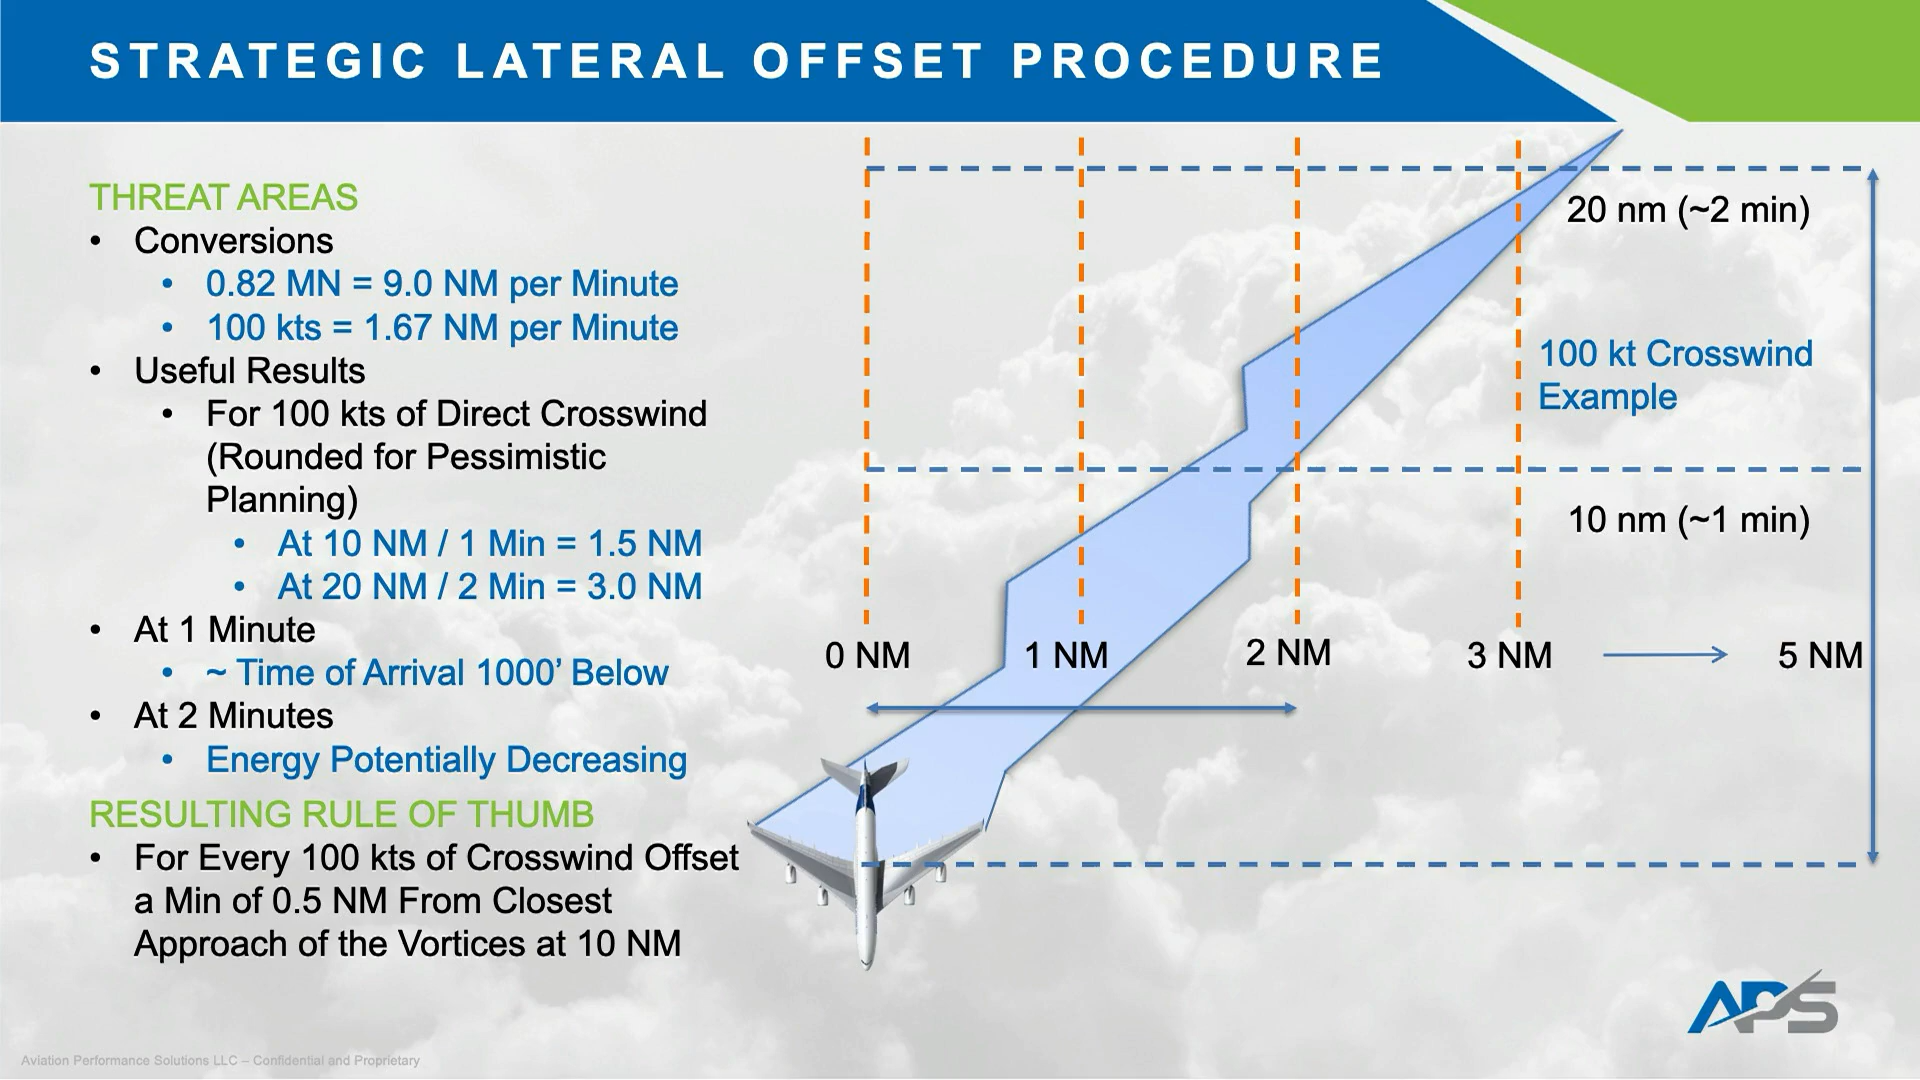 STRATEGIC LATERAL OFFSET PROCEDURE
THREAT AREAS
• Conversions
• 0.82 MN = 9.0 NM per Minute
• 100 kts = 1.67 NM per Minute
• Useful Results
• For 100 kts of Direct Crosswind
(Rounded for Pessimistic
Planning)
• At 10 NM / 1 Min = 1.5 NM
• At 20 NM / 2 Min = 3.0 NM
• At 1 Minute
• ~ Time of Arrival 1000’ Below
• At 2 Minutes
• Energy Potentially Decreasing
RESULTING RULE OF THUMB
• For Every 100 kts of Crosswind Offset
a Min of 0.5 NM From Closest
Approach of the Vortices at 10 NM
20 nm (~2 min)
100 kt Crosswind
Example
10 nm (~1 min)
0 NM
1 NM
2 NM
3 NM
5 NM
APS
Aviation Performance Solutions LLC – Confidential and Proprietary